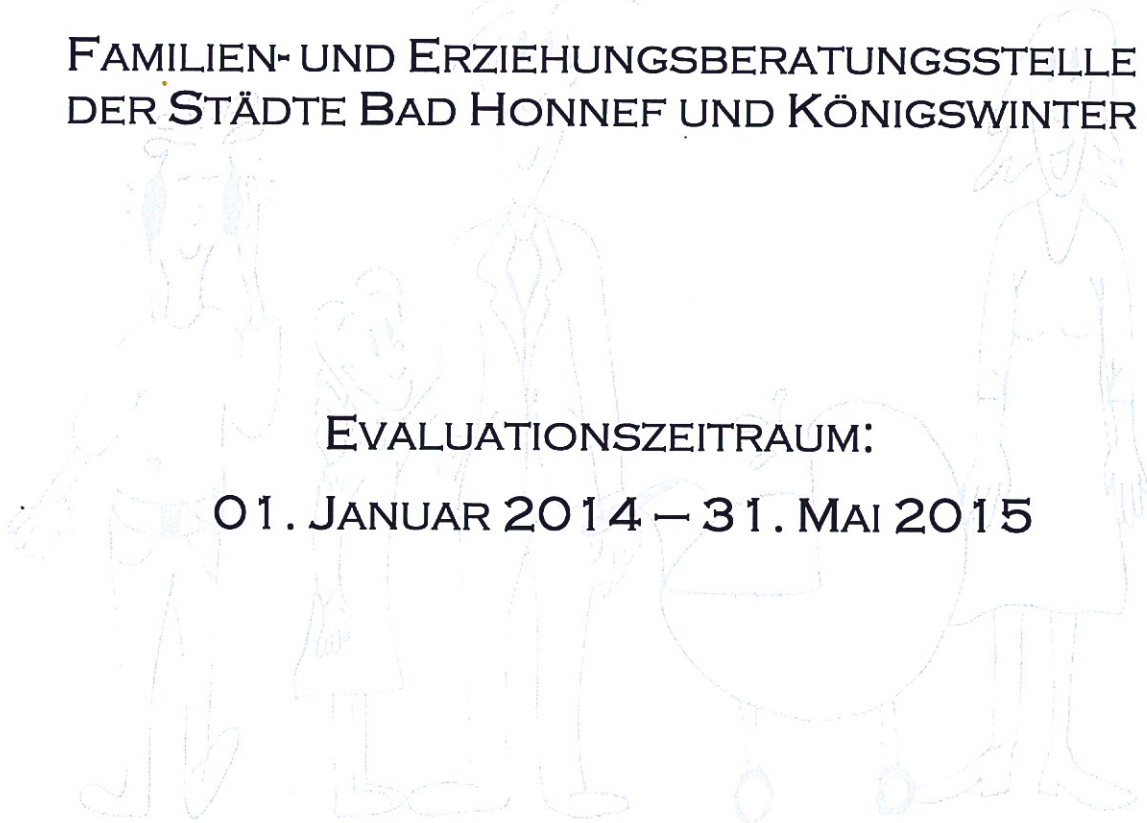 FAMILIEN- UND ERZIEHUNGSBERATUNGSSTELLE
DER STÄDTE BAD HONNEF UND KÖNIGSWINTER
EVALUATIONSZEITRAUM:
01. JANUAR 2014 – 31. MAI 2015